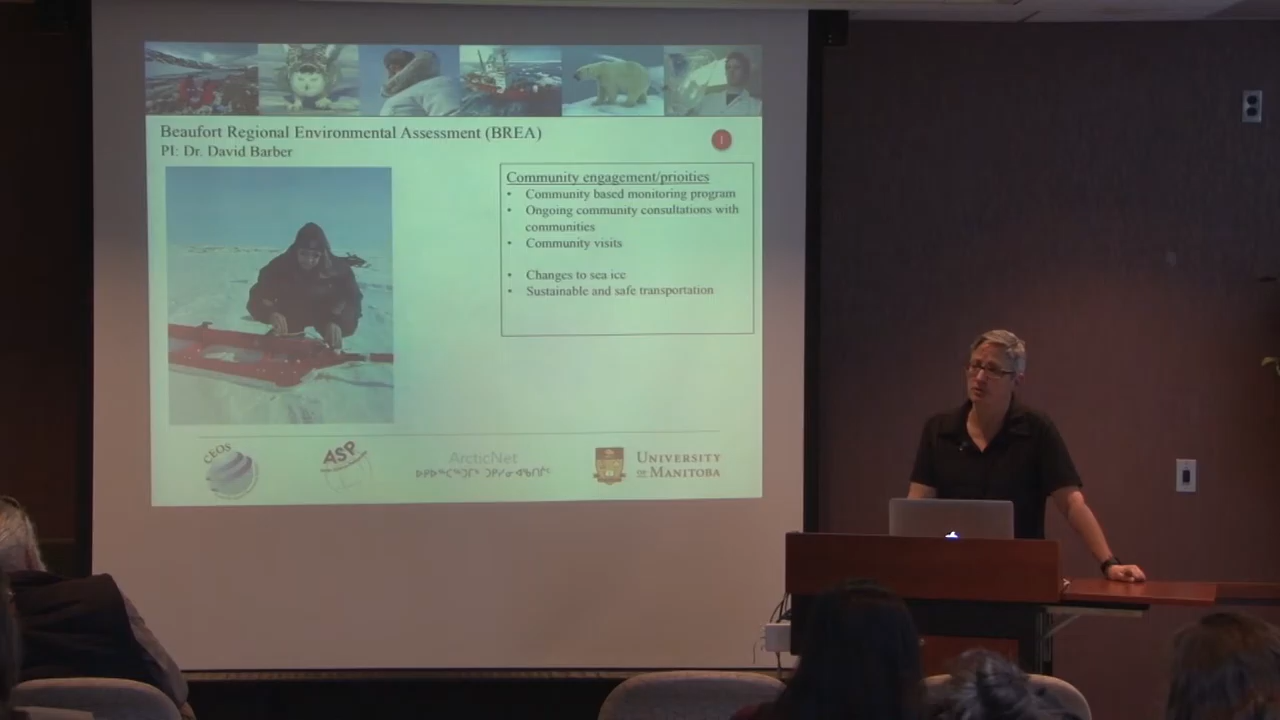 Beaufort Regional Environmental Assessment (BREA)
PI: Dr. David Barber
1
Community engagement/prioities
• Community based monitoring program
• Ongoing community consultations with
communities
• Community visits
• Changes to sea ice
• Sustainable and safe transportation
CEOS
ASP
ArcticNet
UNIVERSITY
OF MANITOBA